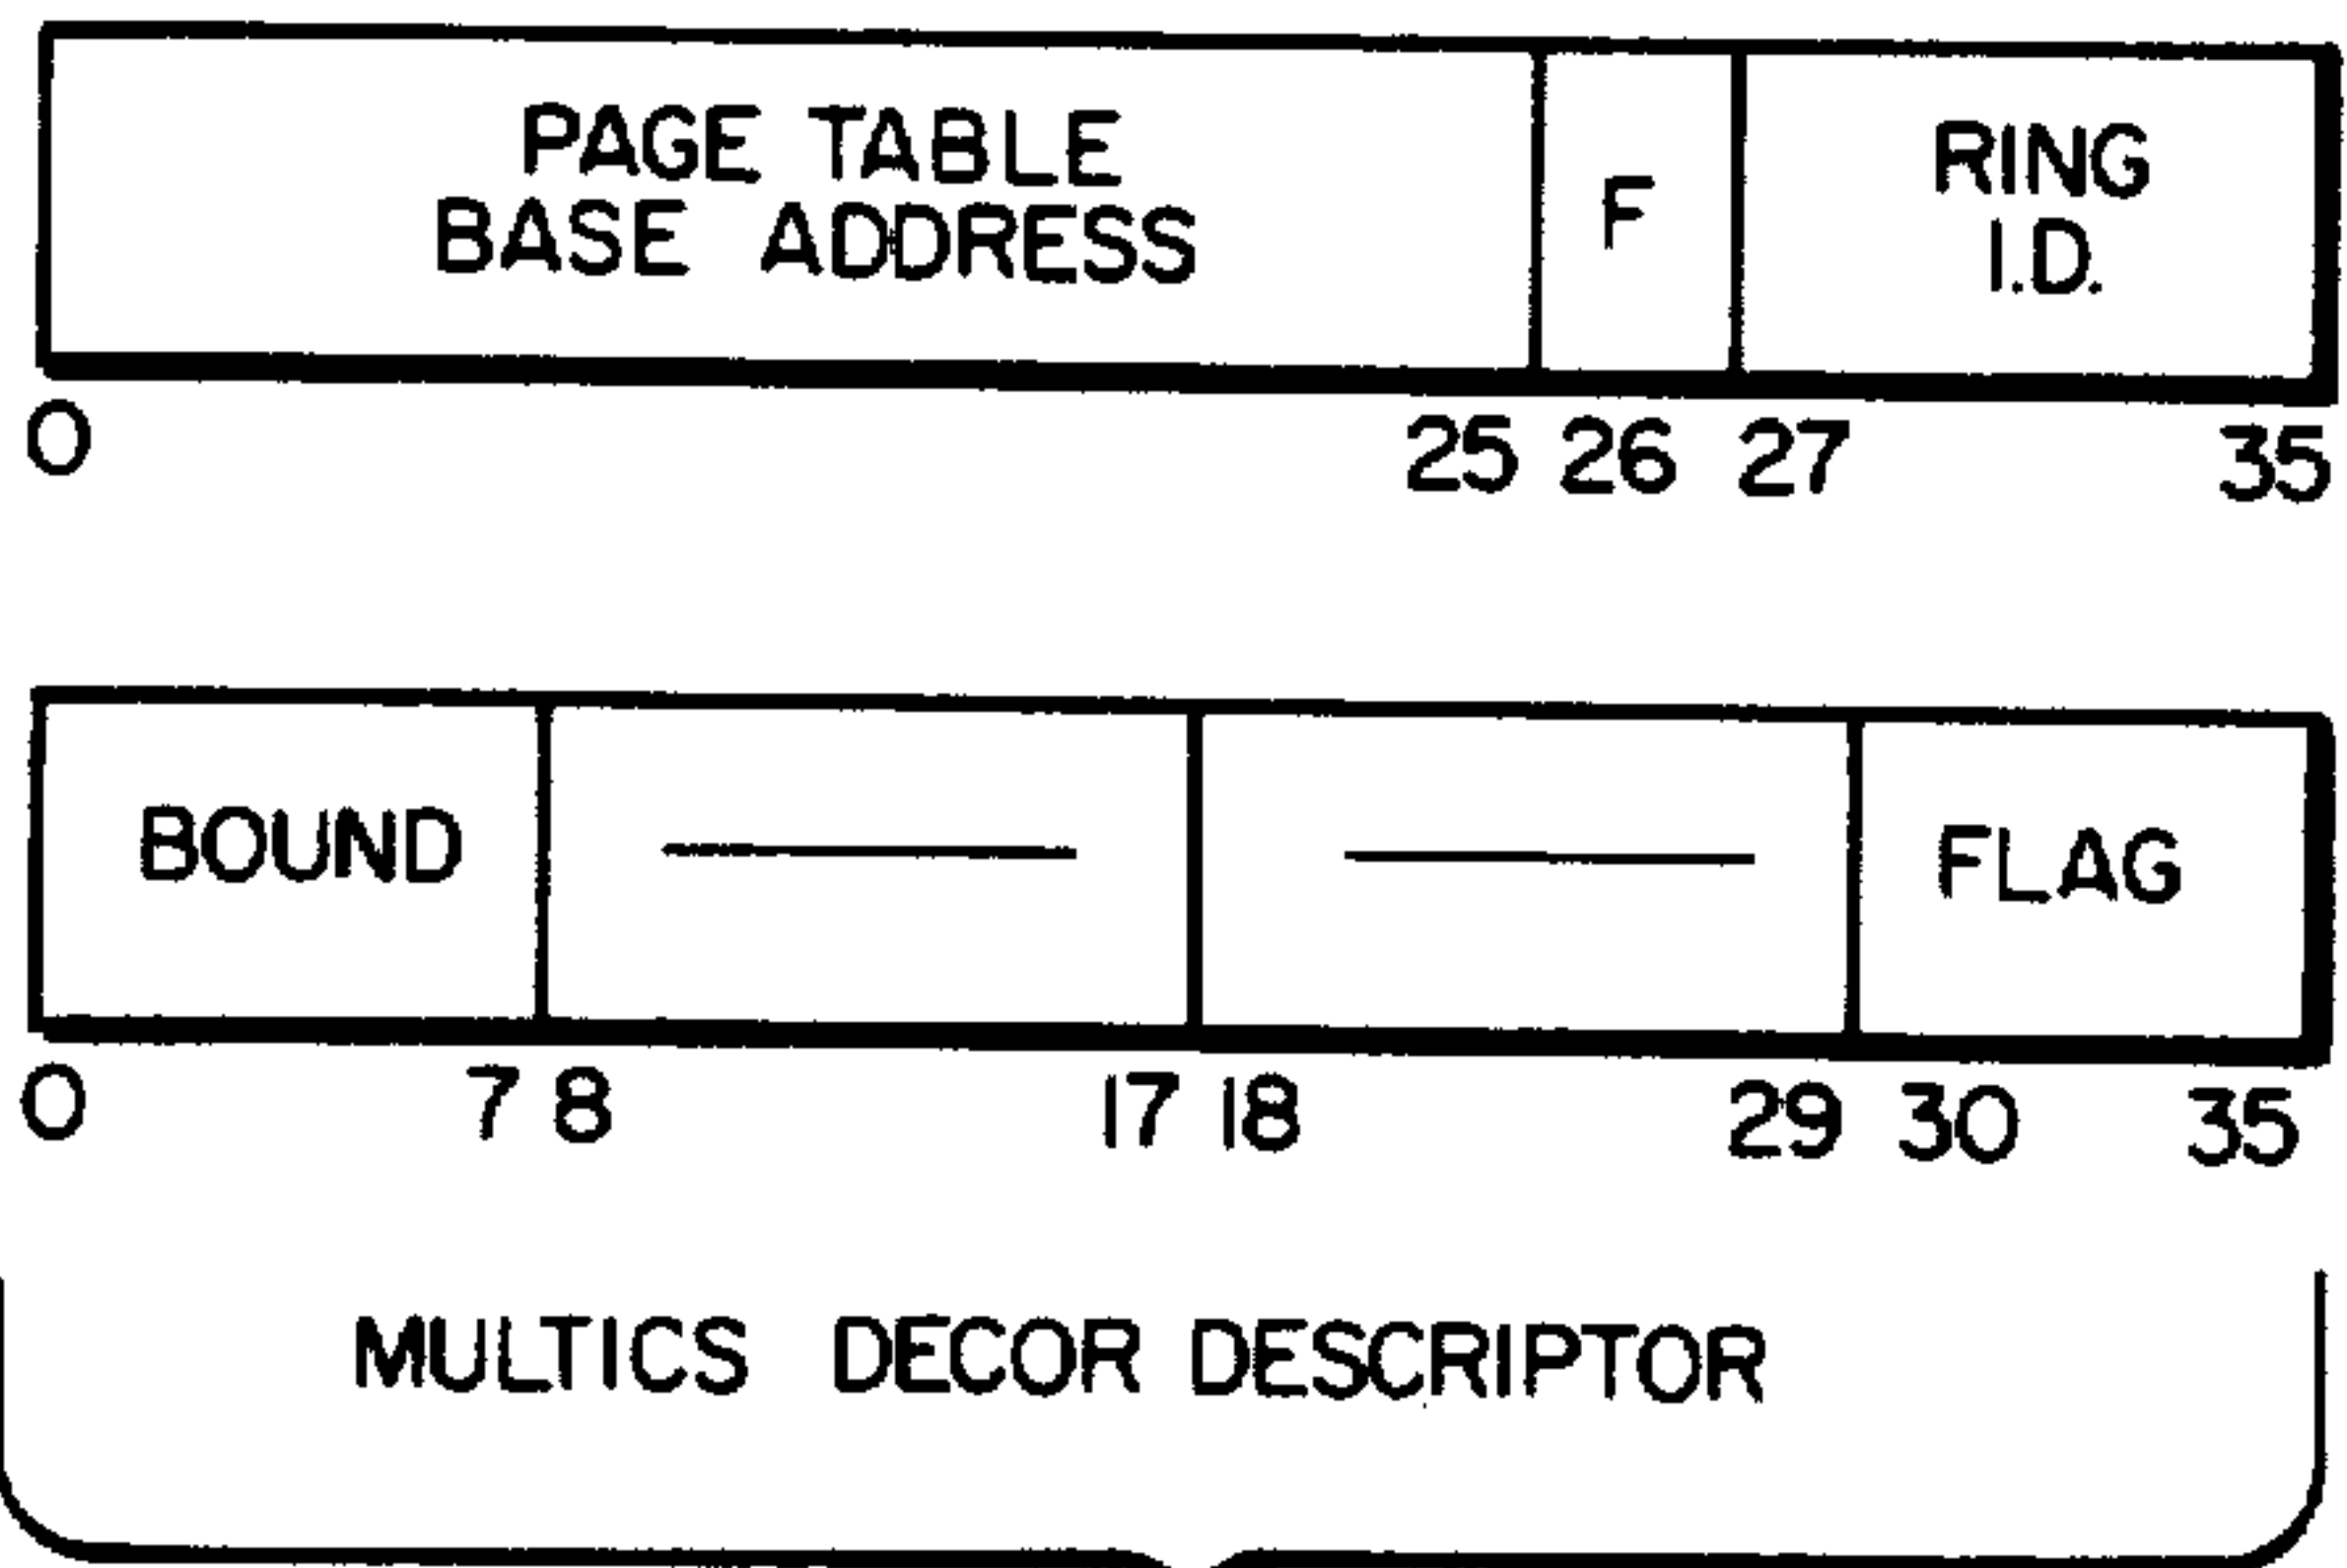 PAGE TABLE
BASE ADDRESS
F
RING
I.D.
0 25 26 27 35
BOUND FLAG
0 7 8 17 18 29 30 35
MULTICS DECOR DESCRIPTOR